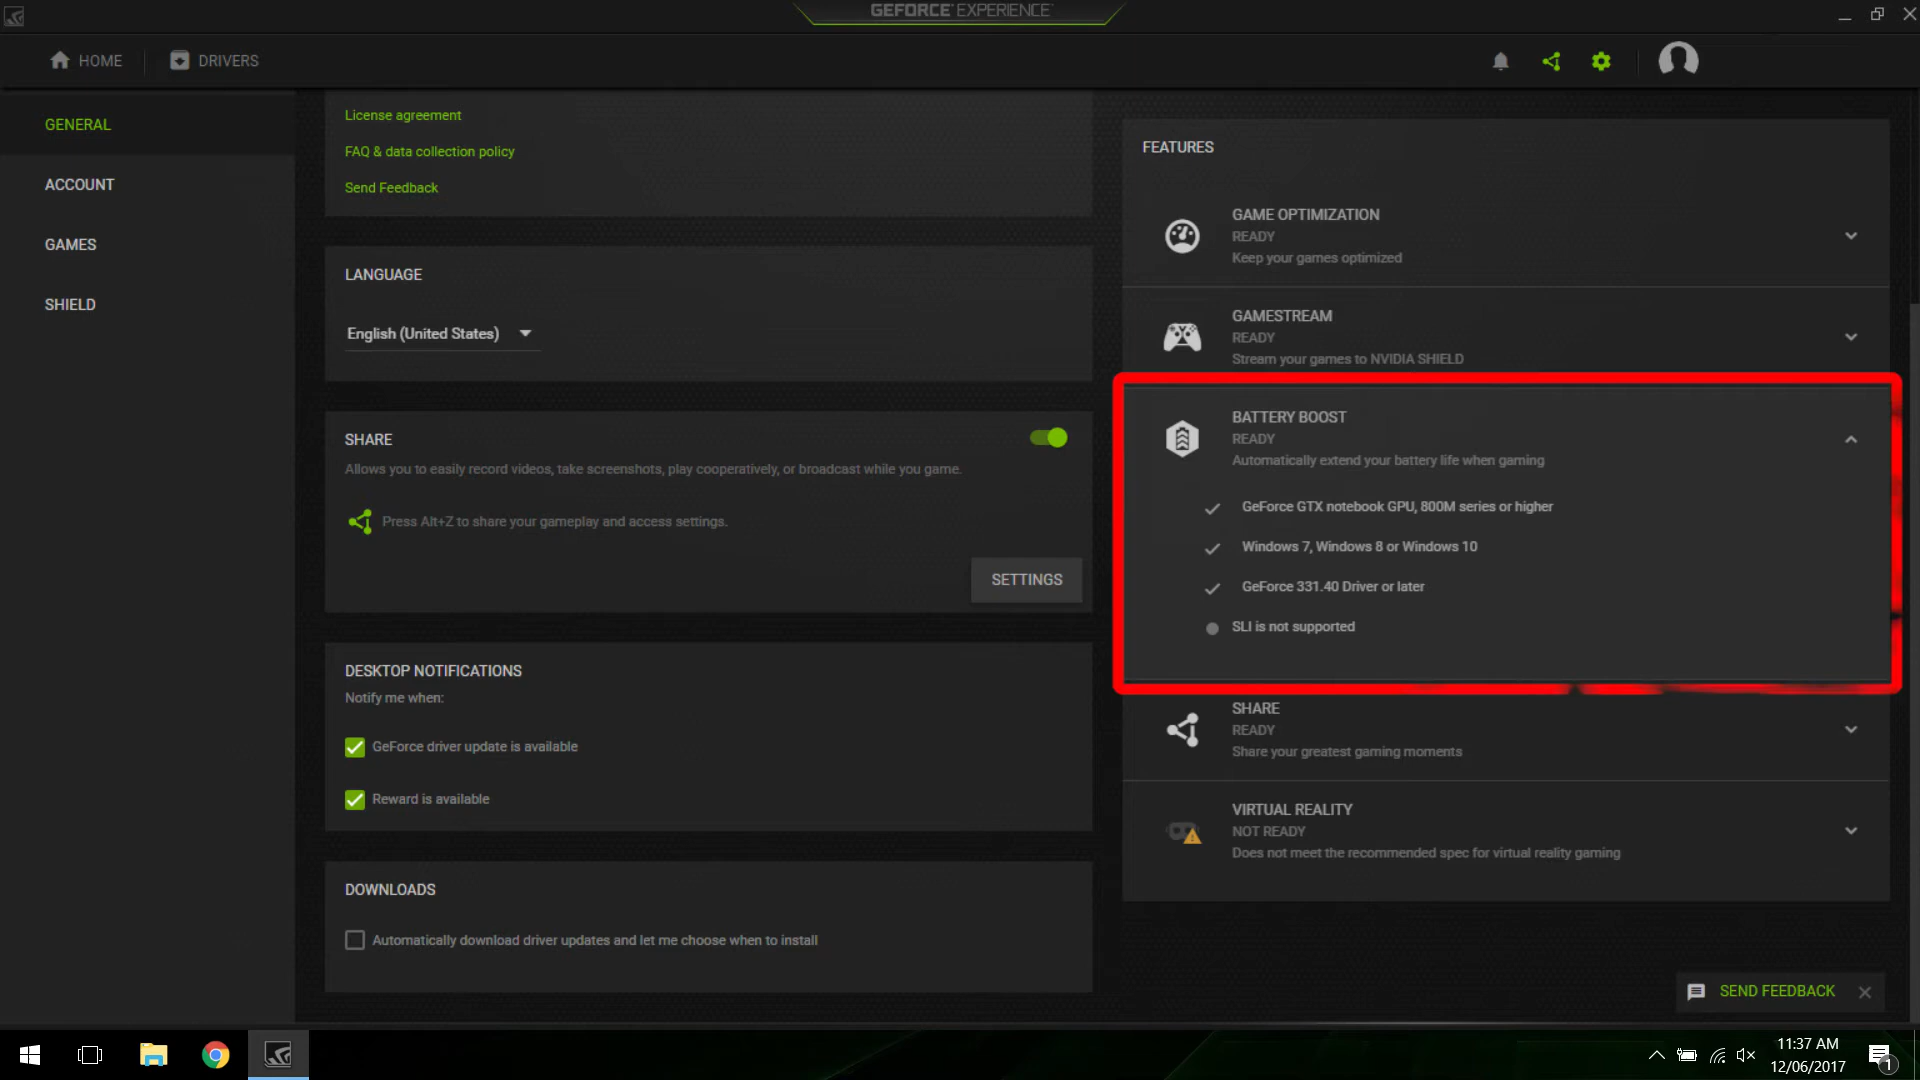 GEFORCE EXPERIENCE
HOME
DRIVERS
GENERAL
ACCOUNT
GAMES
SHIELD
License agreement
FAQ & data collection policy
Send Feedback
LANGUAGE
English (United States)
SHARE
Allows you to easily record videos, take screenshots, play cooperatively, or broadcast while you game.
Press Alt+Z to share your gameplay and access settings.
SETTINGS
DESKTOP NOTIFICATIONS
Notify me when:
GeForce driver update is available
Reward is available
DOWNLOADS
Automatically download driver updates and let me choose when to install
FEATURES
GAME OPTIMIZATION
READY
Keep your games optimized
GAMESTREAM
READY
Stream your games to NVIDIA SHIELD
BATTERY BOOST
READY
Automatically extend your battery life when gaming
GeForce GTX notebook GPU, 800M series or higher
Windows 7, Windows 8 or Windows 10
GeForce 331.40 Driver or later
SLI is not supported
SHARE
READY
Share your greatest gaming moments
VIRTUAL REALITY
NOT READY
Does not meet the recommended spec for virtual reality gaming
SEND FEEDBACK
11:37 AM
12/06/2017
1